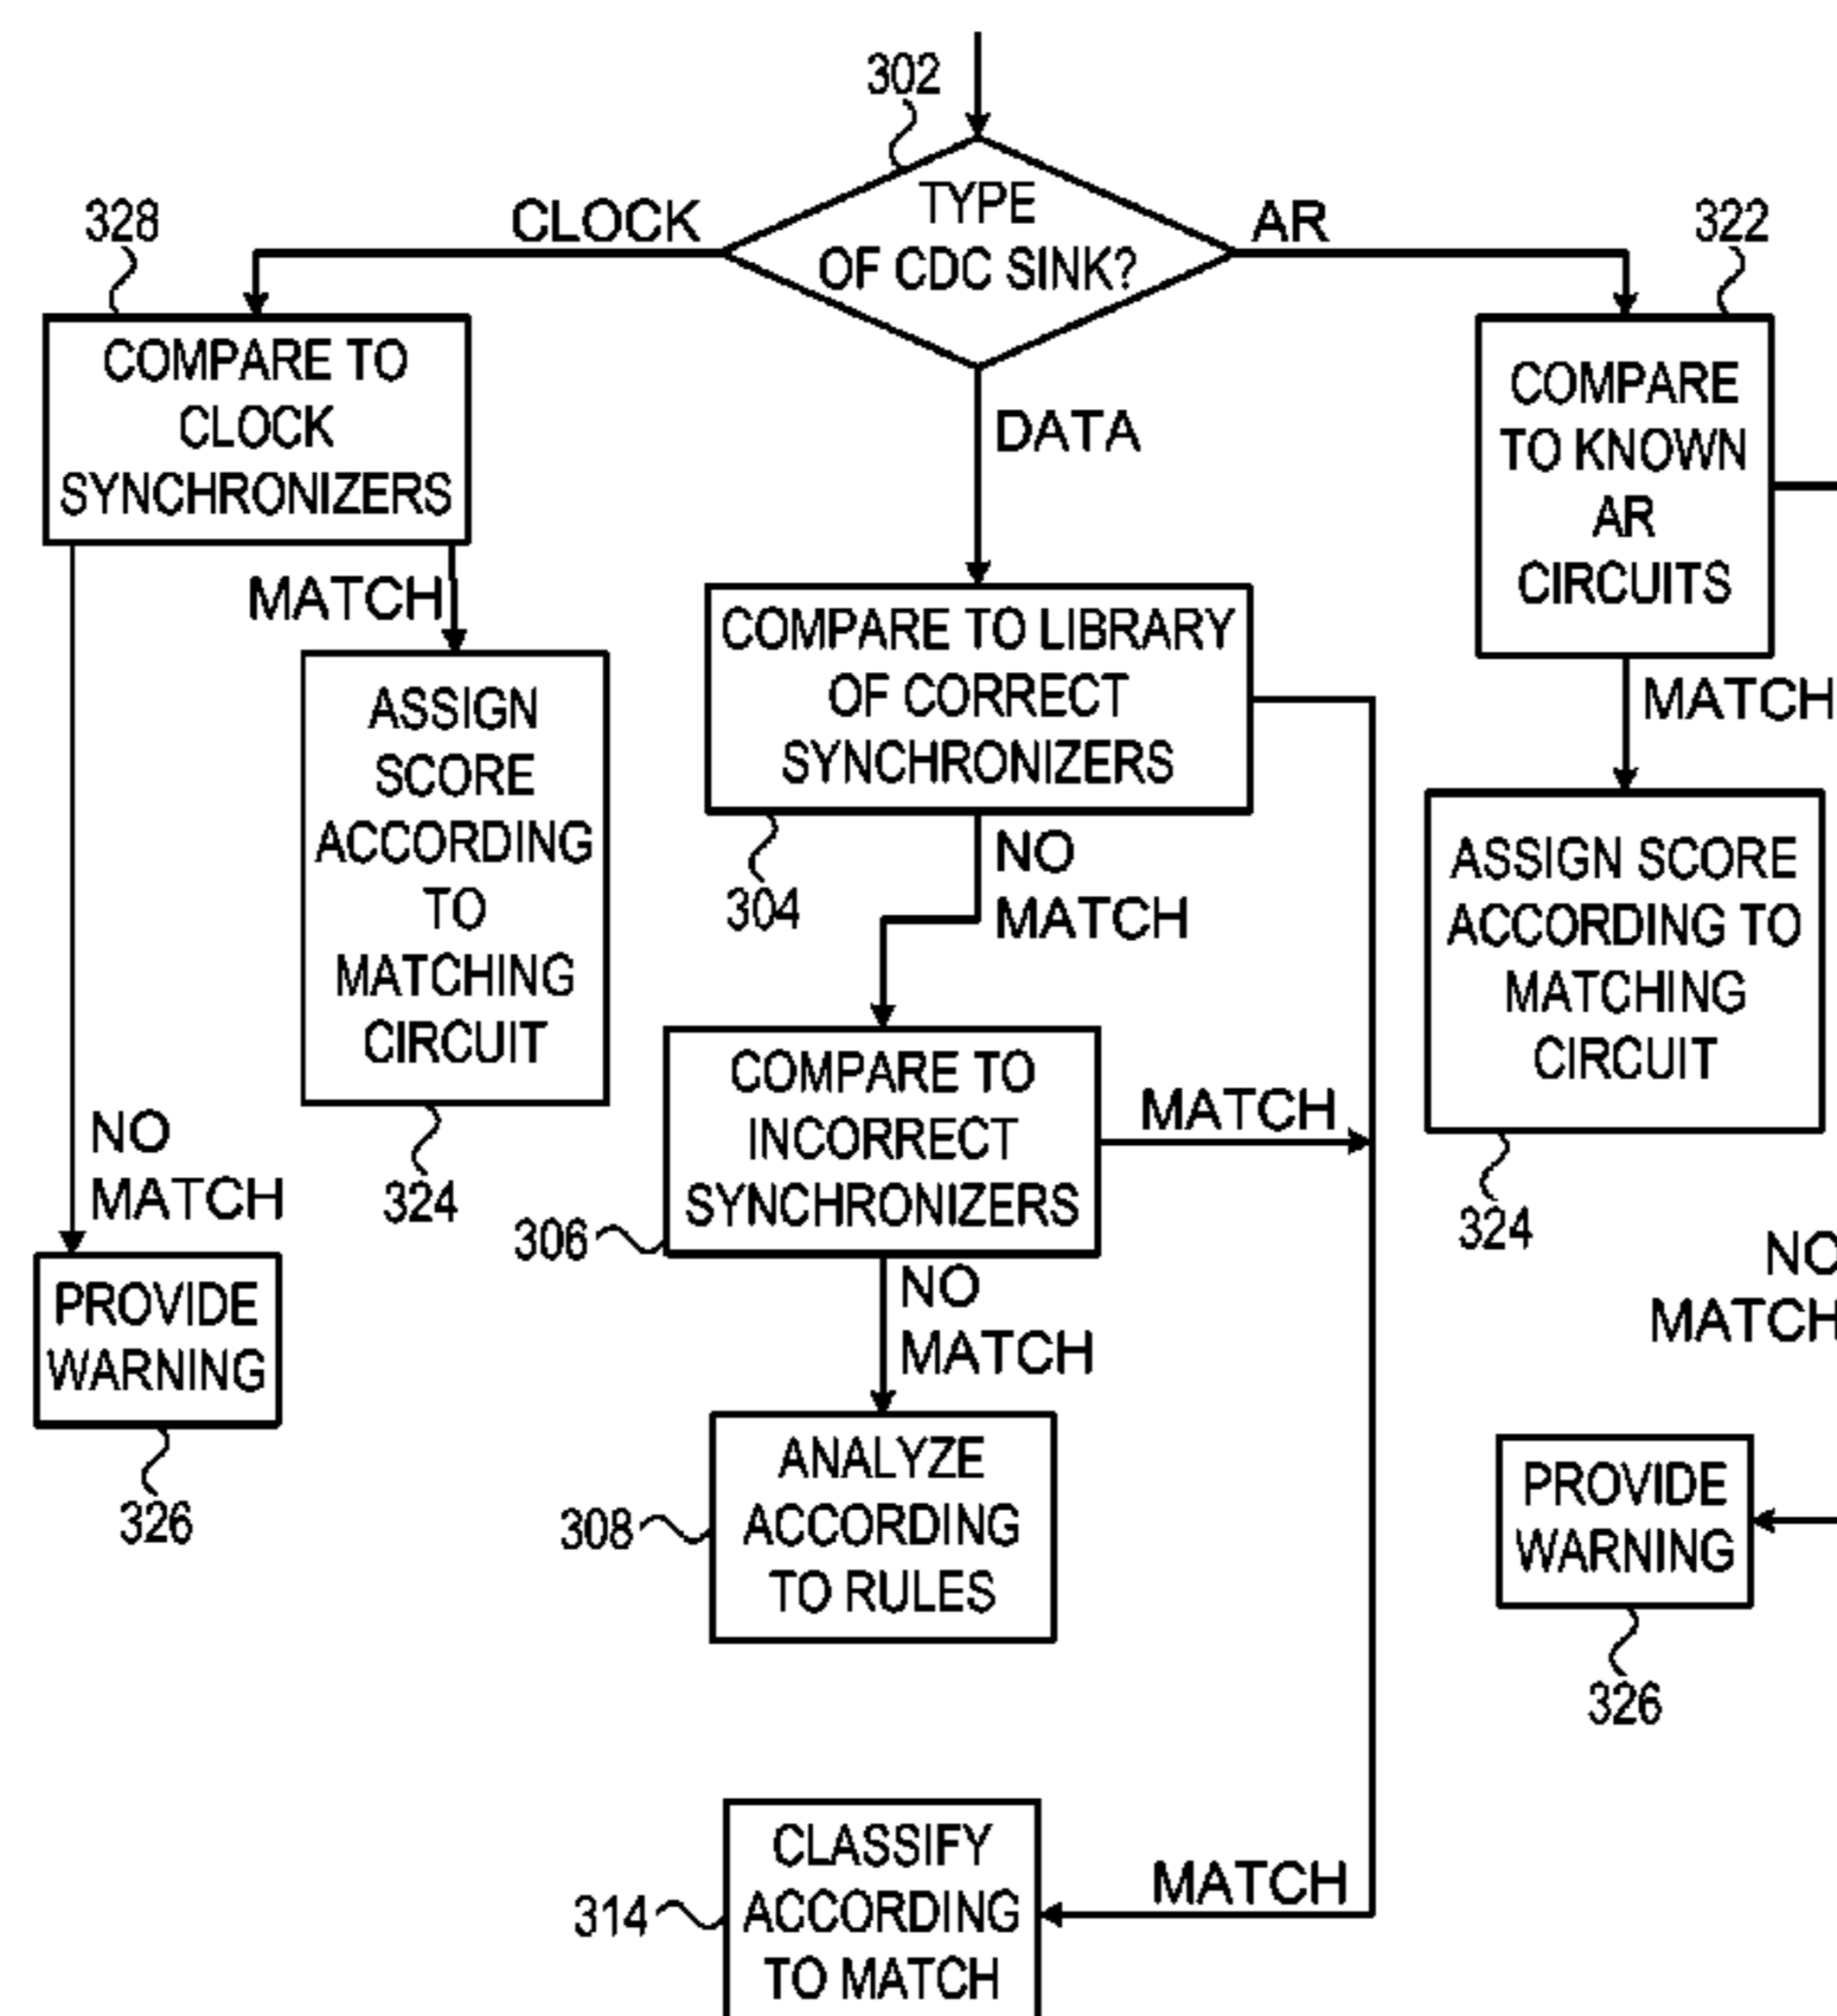 302
TYPE
OF CDC SINK?
CLOCK
AR
328
322
COMPARE TO
CLOCK
SYNCHRONIZERS
DATA
COMPARE
TO KNOWN
AR
CIRCUITS
MATCH
ASSIGN
SCORE
ACCORDING
TO
MATCHING
CIRCUIT
324
NO
MATCH
PROVIDE
WARNING
326
COMPARE TO LIBRARY
OF CORRECT
SYNCHRONIZERS
304
NO
MATCH
COMPARE TO
INCORRECT
SYNCHRONIZERS
306
MATCH
NO
MATCH
ANALYZE
ACCORDING
TO RULES
308
CLASSIFY
ACCORDING
TO MATCH
314
MATCH
MATCH
ASSIGN SCORE
ACCORDING TO
MATCHING
CIRCUIT
324
NO
MATCH
PROVIDE
WARNING
326